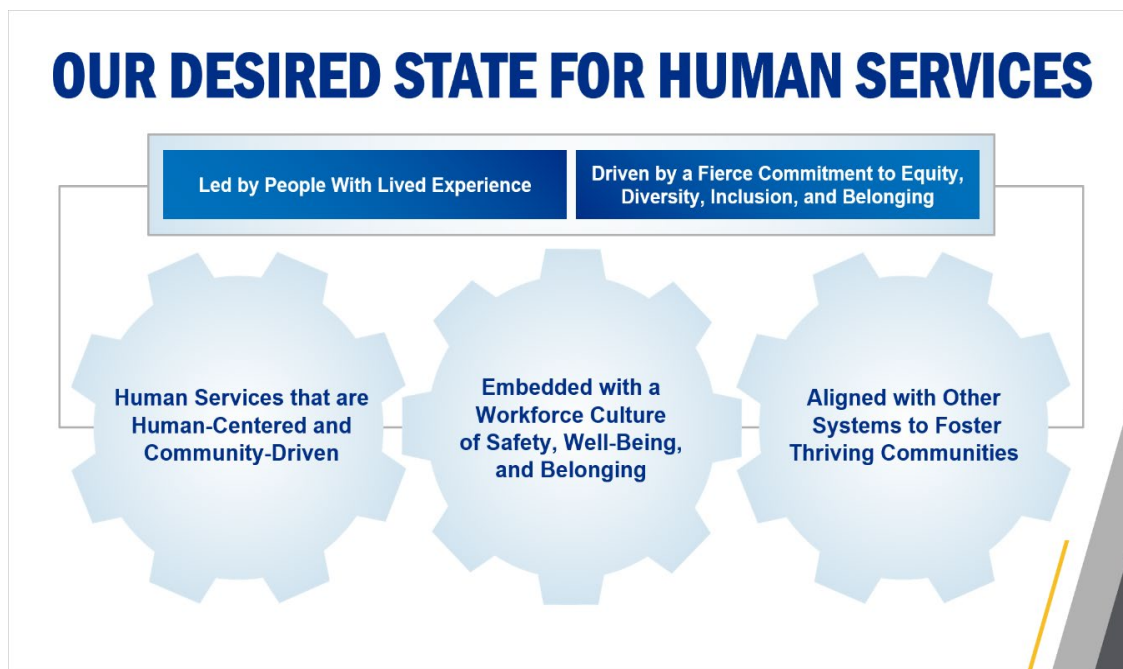 OUR DESIRED STATE FOR HUMAN SERVICES
Led by People With Lived Experience
Driven by a Fierce Commitment to Equity,
Diversity, Inclusion, and Belonging
Human Services that are
Human-Centered and
Community-Driven
Embedded with a
Workforce Culture
of Safety, Well-Being,
and Belonging
Aligned with Other
Systems to Foster
Thriving Communities